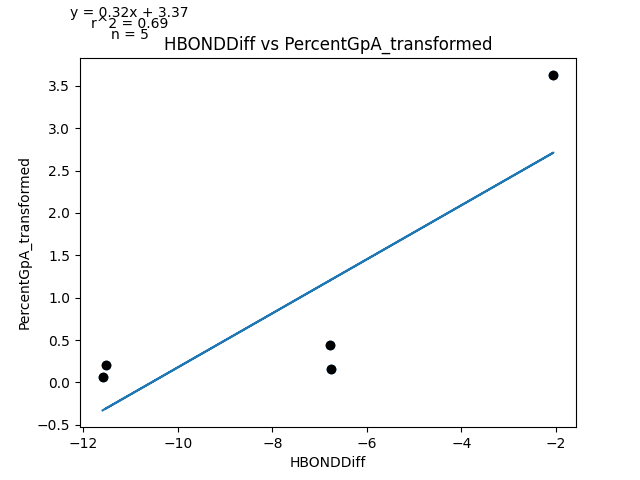 y = 0.32x + 3.37
r^2 = 0.69
n = 5
HBONDDiff vs PercentGpA_transformed
PercentGpA_transformed
3.5
3.0
2.5
2.0
1.5
1.0
0.5
0.0
−0.5
−12
−10
−8
−6
−4
−2
HBONDDiff